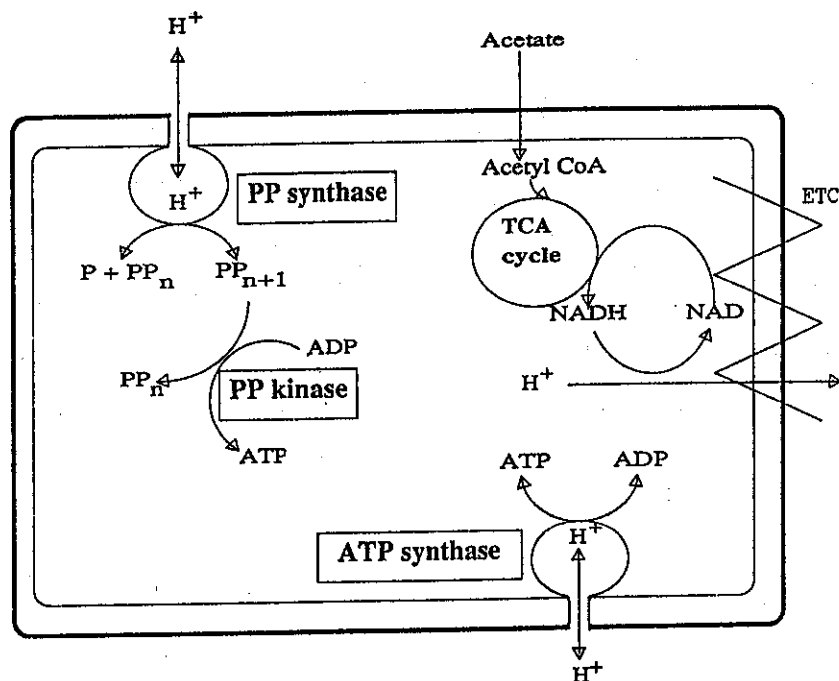 H+
Acetate
H+
PP synthase
Acetyl CoA
ETC
TCA
cycle
P + PPn
PPn+1
NADH
NAD
ADP
PPn
PP kinase
H+
ATP
ATP
ADP
ATP synthase
H+
H+